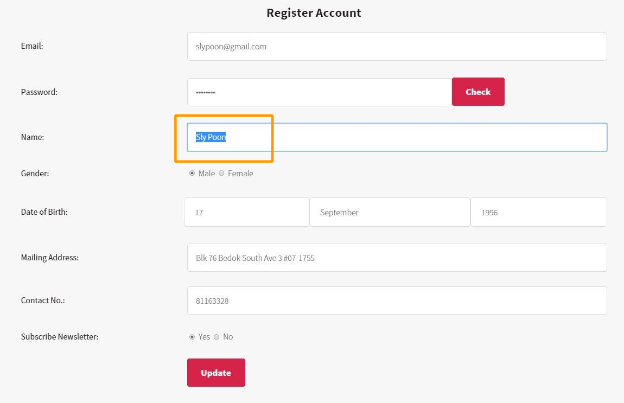 Register Account
Email: slypoon@gmail.com
Password: -------- Check
Name: Sly Poon
Gender: Male Female
Date of Birth: 17 September 1996
Mailing Address: Blk 76 Bedok South Ave 3 #07-1755
Contact No.: 81163328
Subscribe Newsletter: Yes No
Update